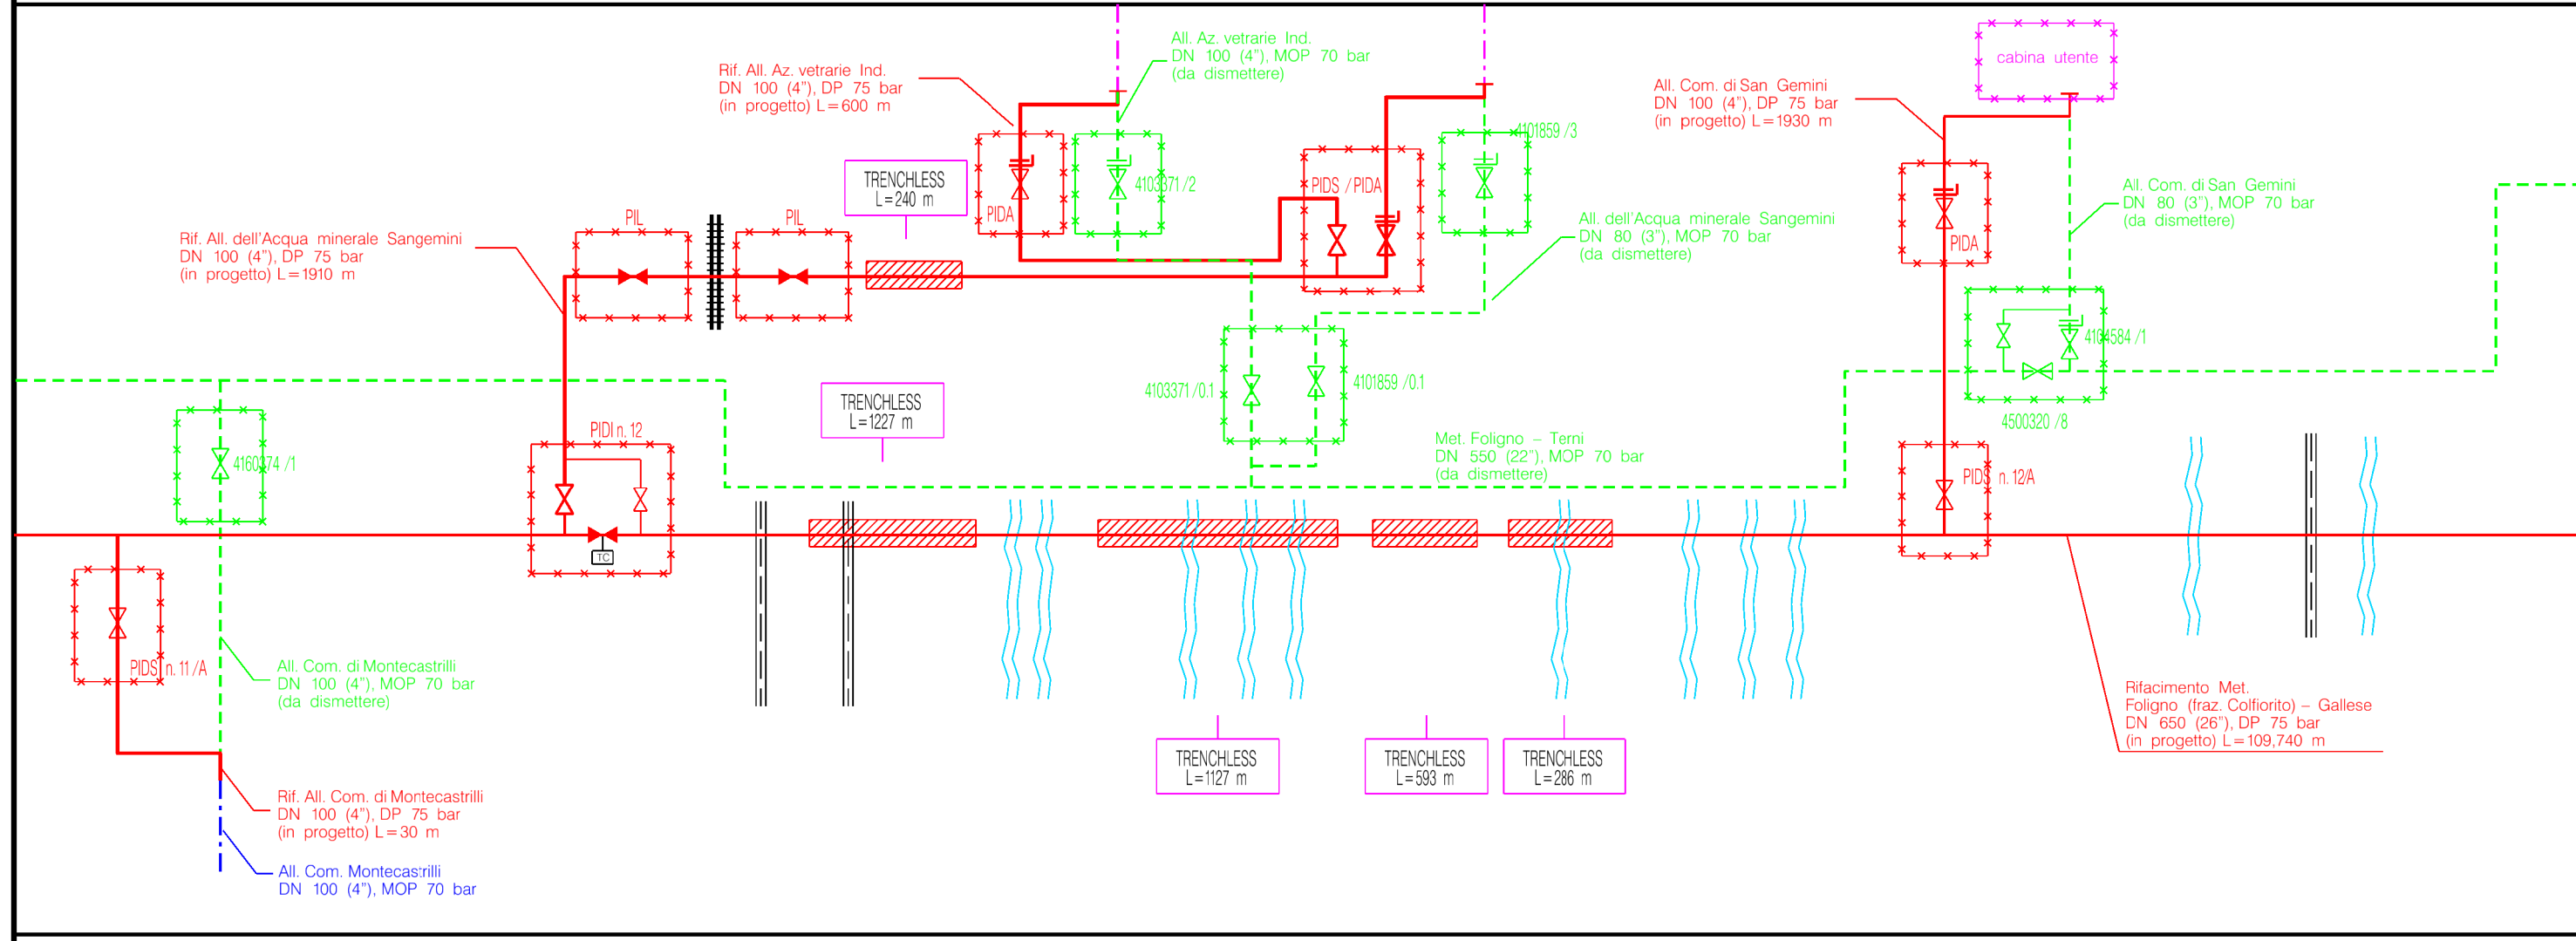 All. Az. vetrarie Ind.
DN 100 (4"), MOP 70 bar
(da dismettere)
Rif. All. Az. vetrarie Ind.
DN 100 (4"), DP 75 bar
(in progetto) L=600 m
All. Com. di San Gemini
DN 100 (4"), DP 75 bar
(in progetto) L=1930 m
cabina utente
4101859 /3
TRENCHLESS
L=240 m
4103371 /2
PIDA
PIDS /PIDA
All. Com. di San Gemini
DN 80 (3"), MOP 70 bar
(da dismettere)
PIL
PIL
All. dell'Acqua minerale Sangemini
DN 80 (3"), MOP 70 bar
(da dismettere)
Rif. All. dell'Acqua minerale Sangemini
DN 100 (4"), DP 75 bar
(in progetto) L=1910 m
PIDA
4104584 /1
4103371 /0.1
4101859 /0.1
TRENCHLESS
L=1227 m
4500320 /8
PIDI n. 12
4160374 /1
Met. Foligno – Terni
DN 550 (22"), MOP 70 bar
(da dismettere)
PIDS n. 12/A
TC
PIDS n. 11/A
All. Com. di Montecastrilli
DN 100 (4"), MOP 70 bar
(da dismettere)
Rifacimento Met.
Foligno (fraz. Colfiorito) – Gallese
DN 650 (26"), DP 75 bar
(in progetto) L=109,740 m
TRENCHLESS
L=1127 m
TRENCHLESS
L=593 m
TRENCHLESS
L=286 m
Rif. All. Com. di Montecastrilli
DN 100 (4"), DP 75 bar
(in progetto) L=30 m
All. Com. Montecastrilli
DN 100 (4"), MOP 70 bar